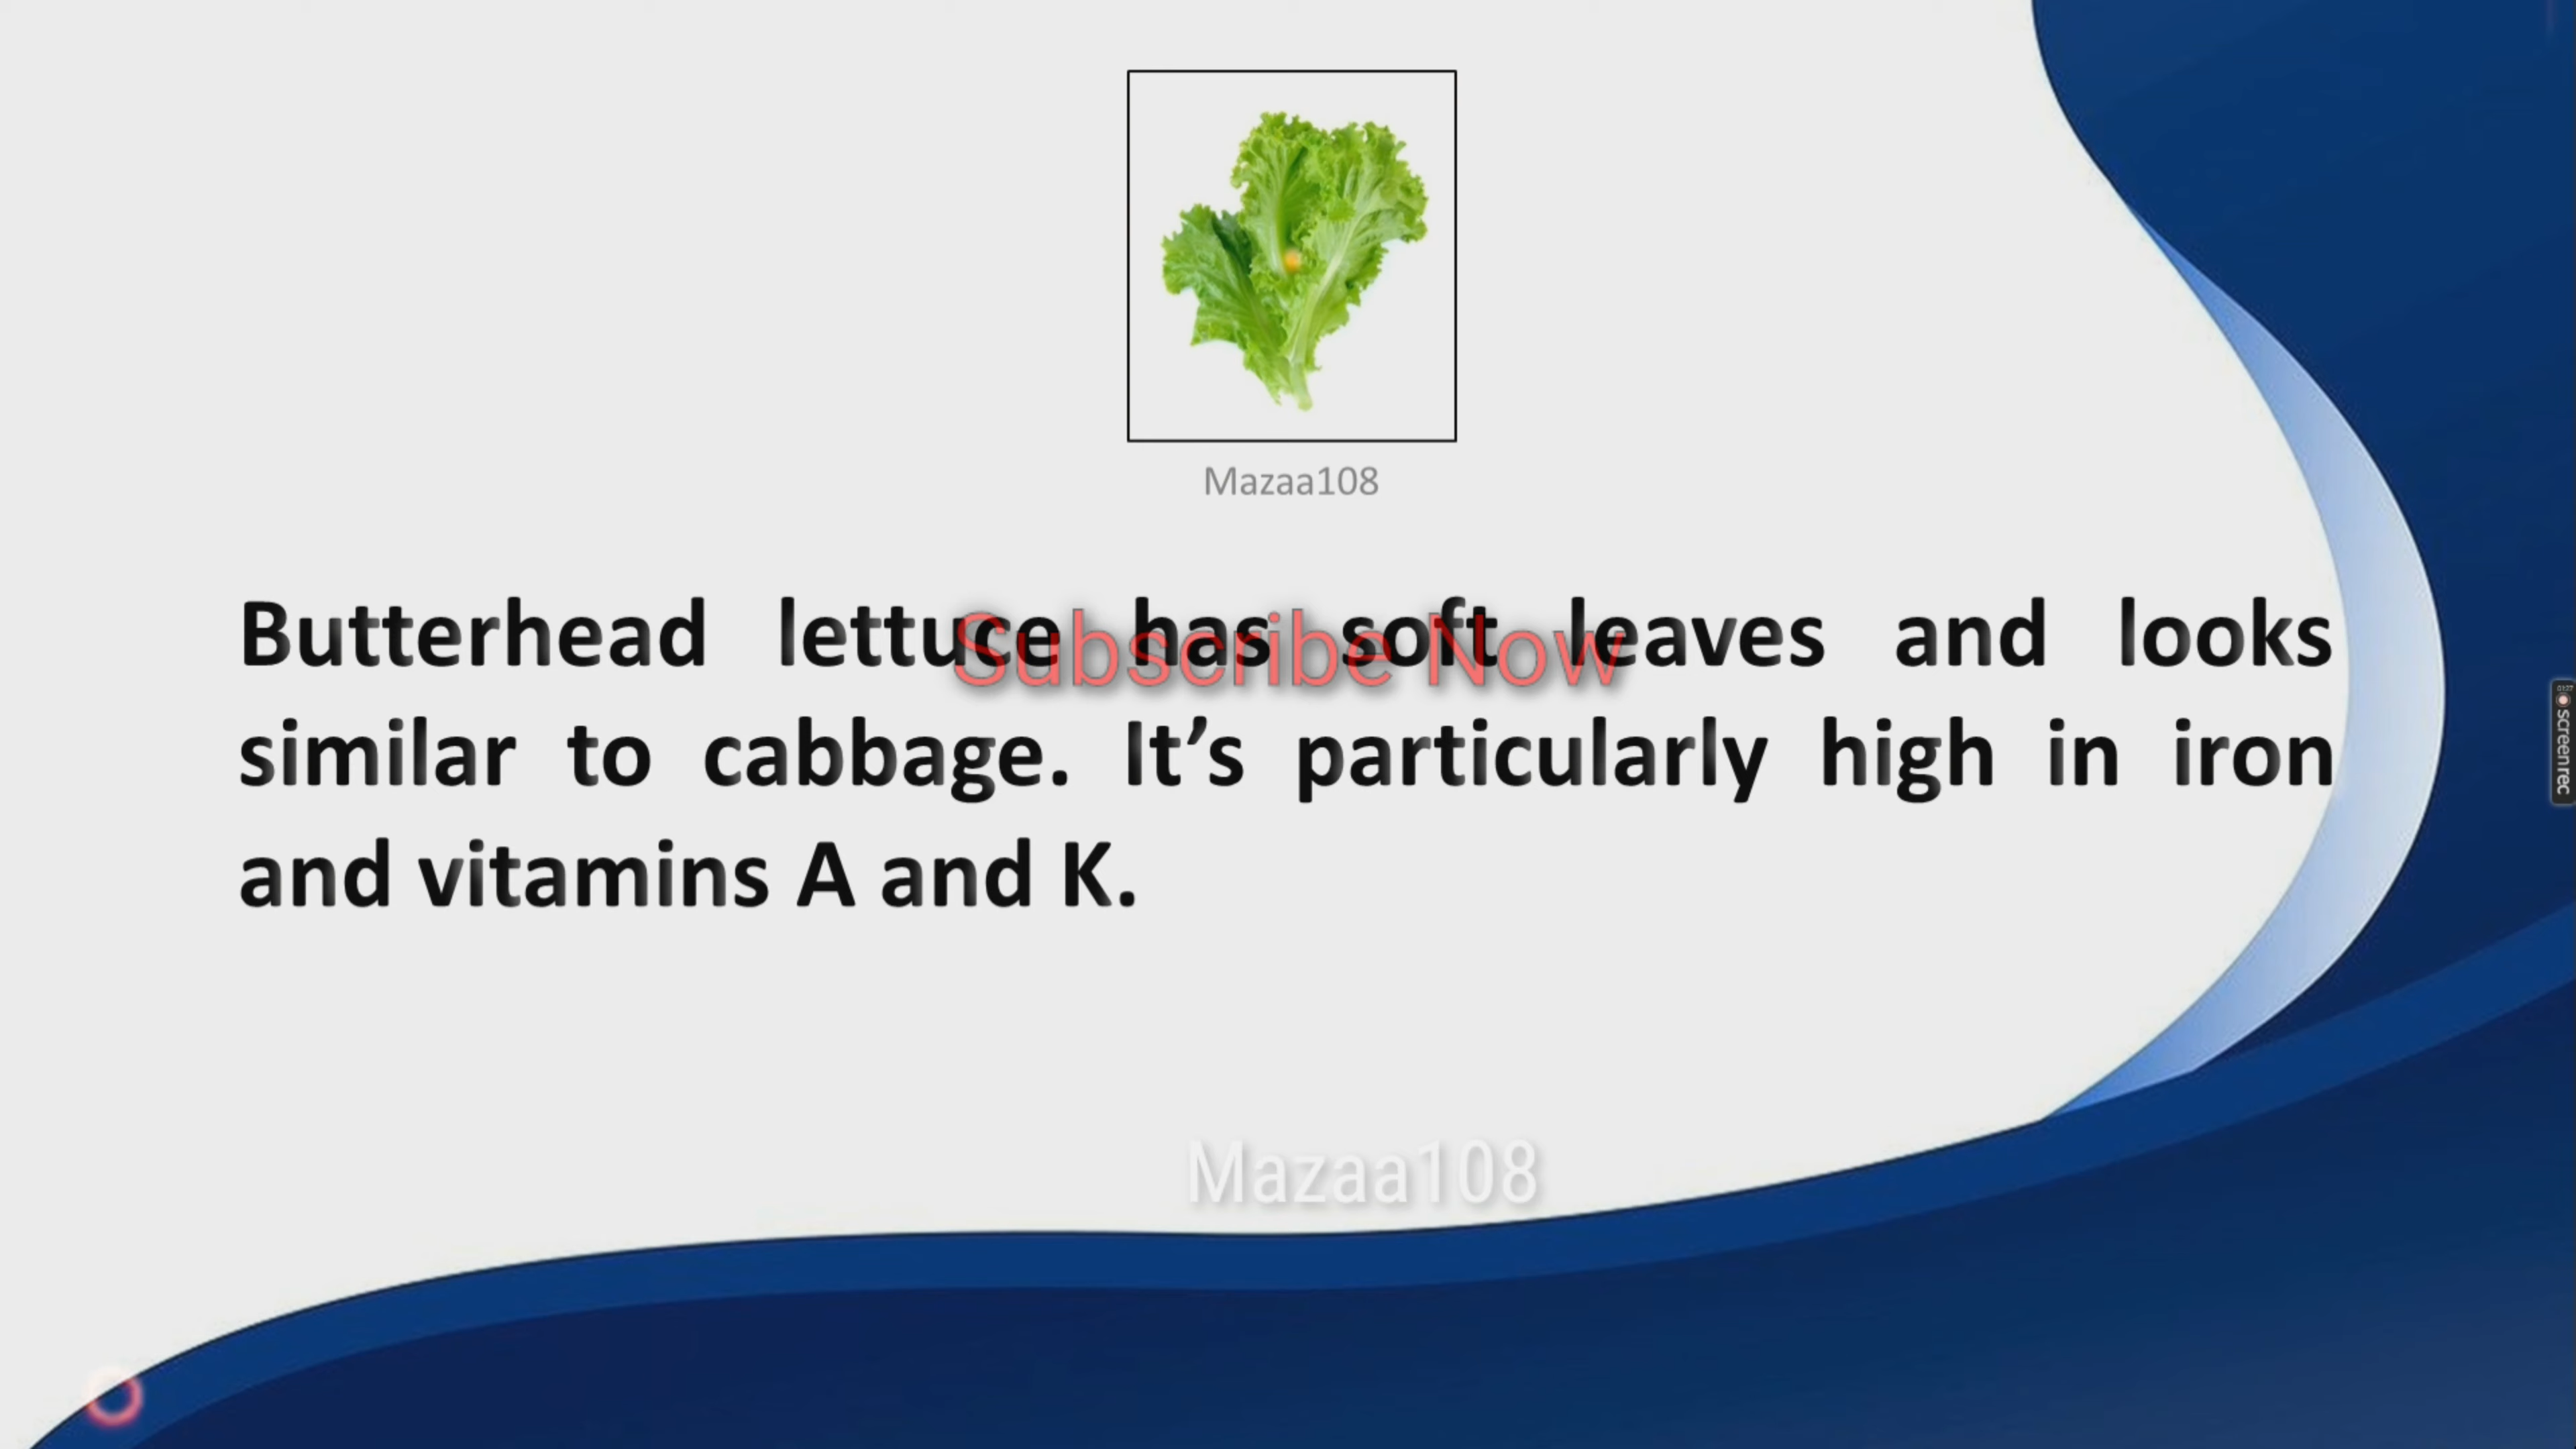 Mazaa108
Butterhead lettuce has soft leaves and looks
Subscribe Now
similar to cabbage. It’s particularly high in iron
and vitamins A and K.
Mazaa108
screenrec